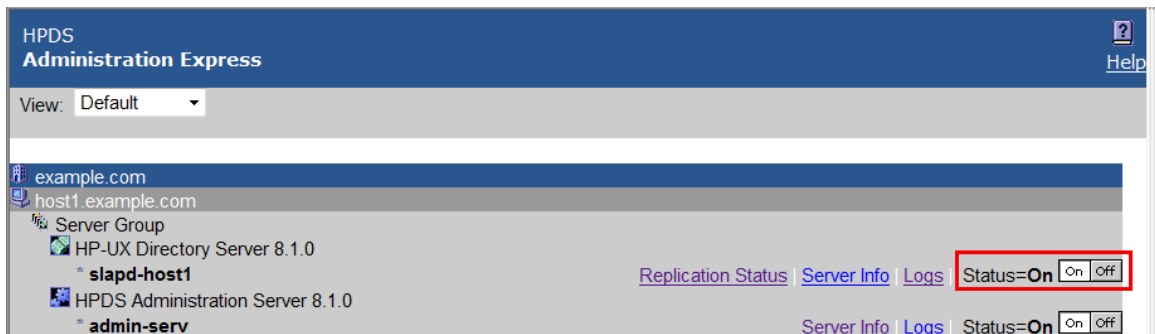 HPDS
Administration Express
?
Help
View: Default
example.com
host1.example.com
Server Group
HP-UX Directory Server 8.1.0
* slapd-host1 Replication Status | Server Info | Logs | Status=On On Off
HPDS Administration Server 8.1.0
* admin-serv Server Info | Logs | Status=On On Off